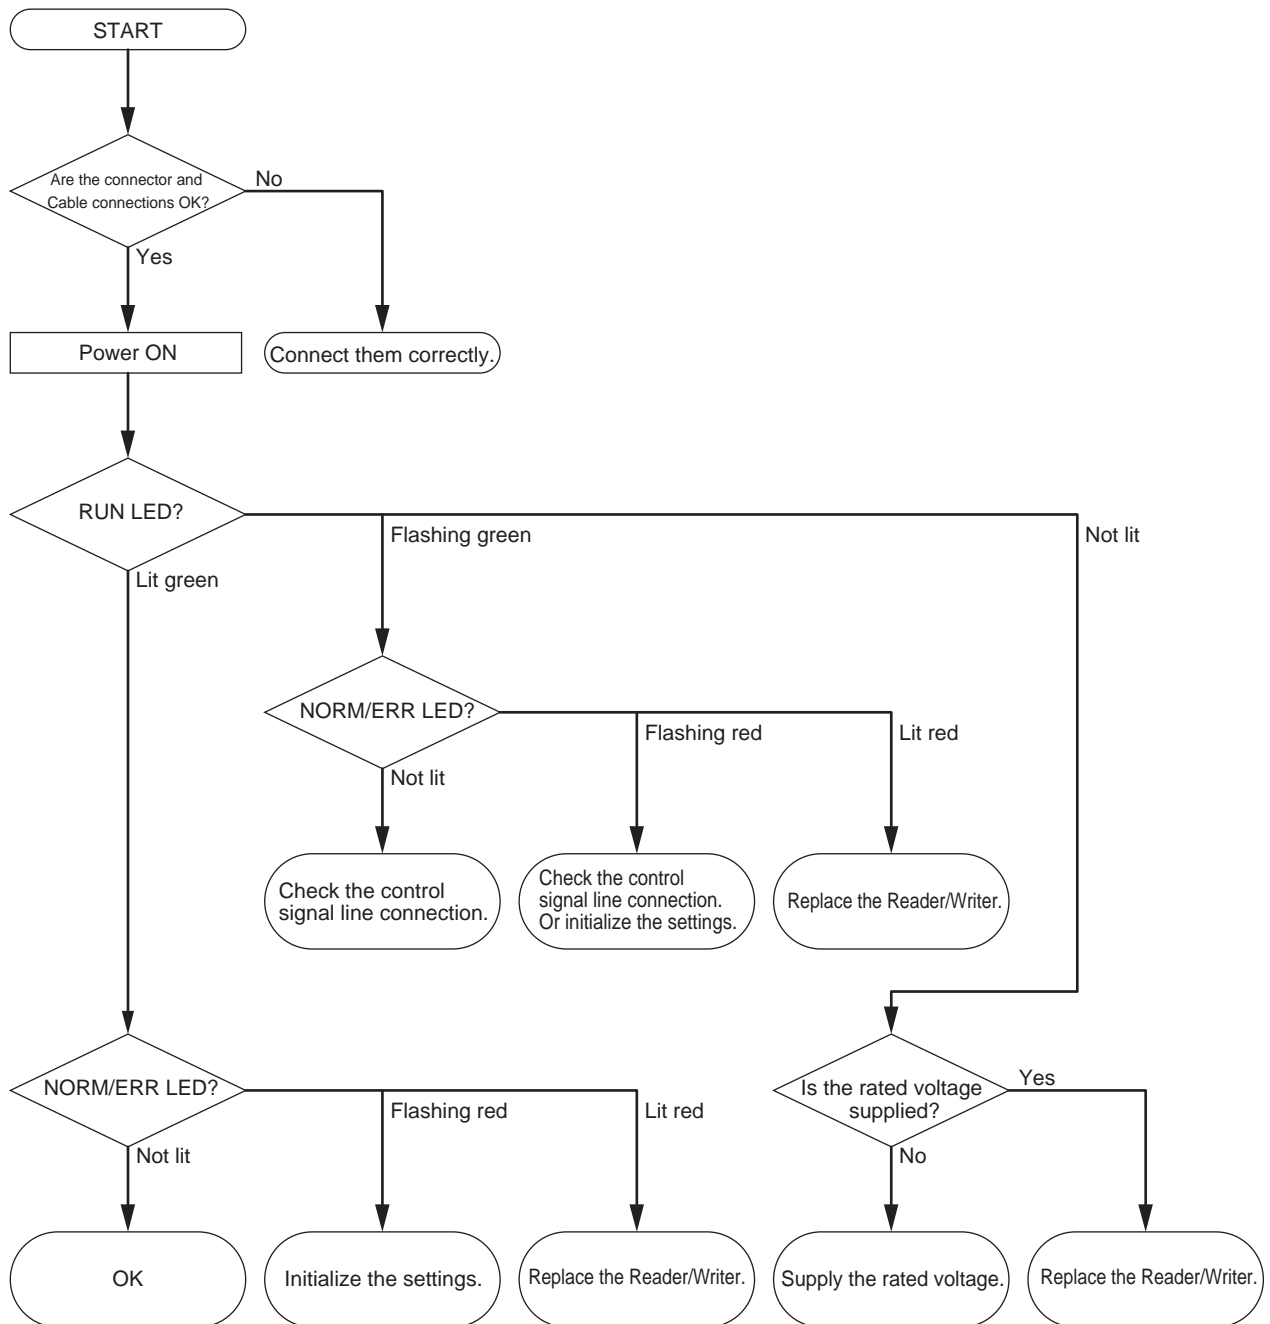 START
Are the connector and
Cable connections OK?
No
Yes
Power ON
Connect them correctly.
RUN LED?
Flashing green
Not lit
Lit green
NORM/ERR LED?
Flashing red
Lit red
Not lit
Check the control
signal line connection.
Check the control
signal line connection.
Or initialize the settings.
Replace the Reader/Writer.
NORM/ERR LED?
Flashing red
Lit red
Not lit
Is the rated voltage
supplied?
Yes
No
OK
Initialize the settings.
Replace the Reader/Writer.
Supply the rated voltage.
Replace the Reader/Writer.